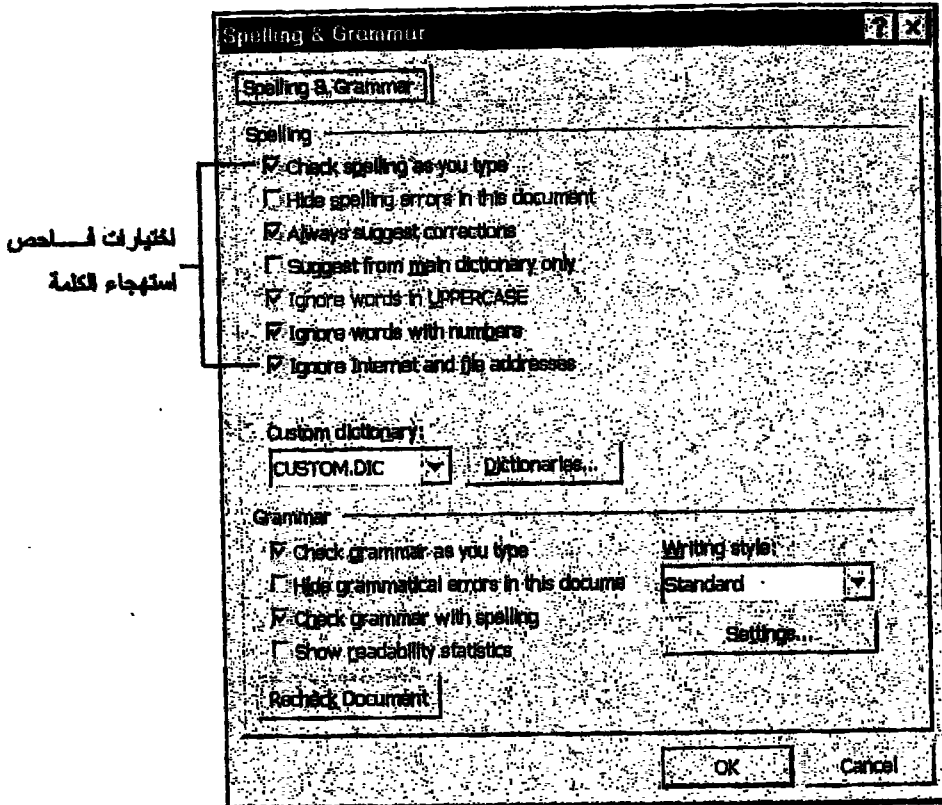 Spelling & Grammar
Spelling & Grammar
Spelling
Check spelling as you type
Hide spelling errors in this document
Always suggest corrections
Suggest from main dictionary only
Ignore words in UPPERCASE
Ignore words with numbers
Ignore Internet and file addresses
اختيارات فــــاحص
استهجاء الكلمة
Custom dictionary:
CUSTOM.DIC Dictionaries...
Grammar
Check grammar as you type Writing style:
Hide grammatical errors in this docume Standard
Check grammar with spelling Settings...
Show readability statistics
Recheck Document
OK Cancel